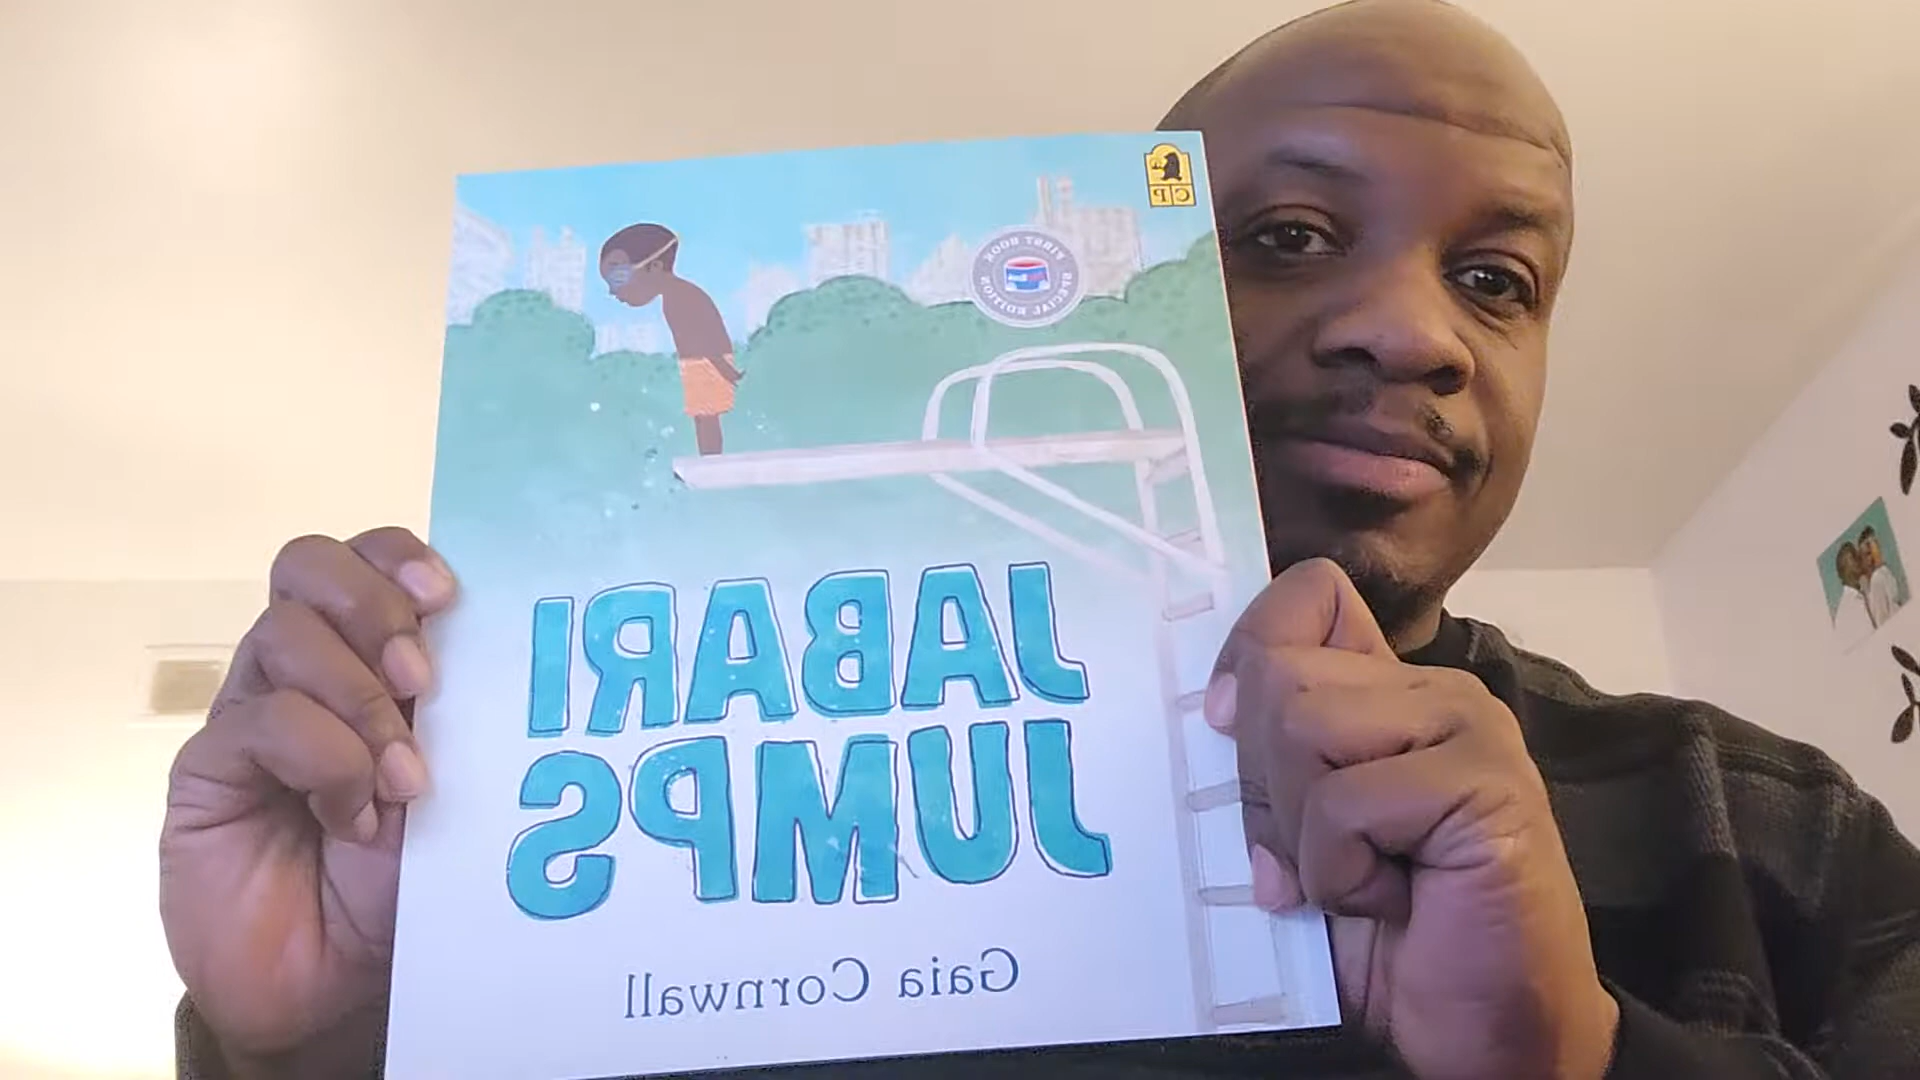 CP
FIRST BOOK
SPECIAL EDITION
JABARI
JUMPS
Gaia Cornwall